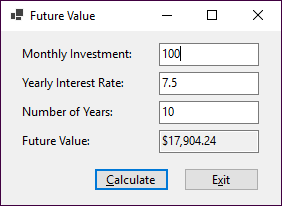 Future Value
Monthly Investment: 100
Yearly Interest Rate: 7.5
Number of Years: 10
Future Value: $17,904.24
Calculate Exit